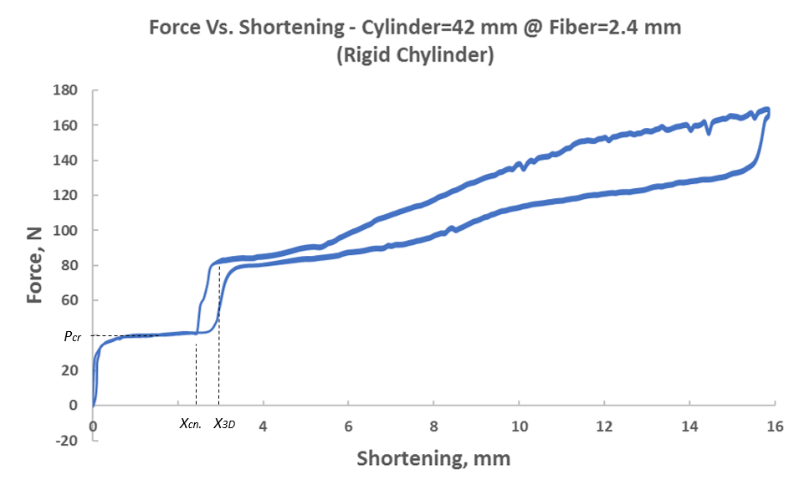 Force Vs. Shortening - Cylinder=42 mm @ Fiber=2.4 mm
(Rigid Chylinder)
180
160
140
120
100
80
60
Pcr
20
0
-20
Force, N
Xcn. X3D
0 4 6 8 10 12 14 16
Shortening, mm